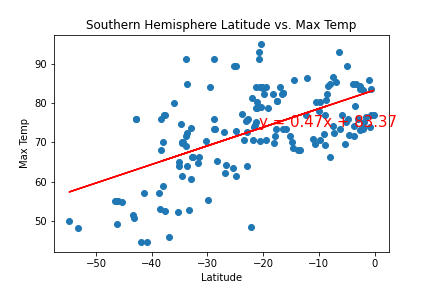 Southern Hemisphere Latitude vs. Max Temp
Max Temp
90
80
70
60
50
y = 0.47x + 83.37
−50
−40
−30
−20
−10
0
Latitude